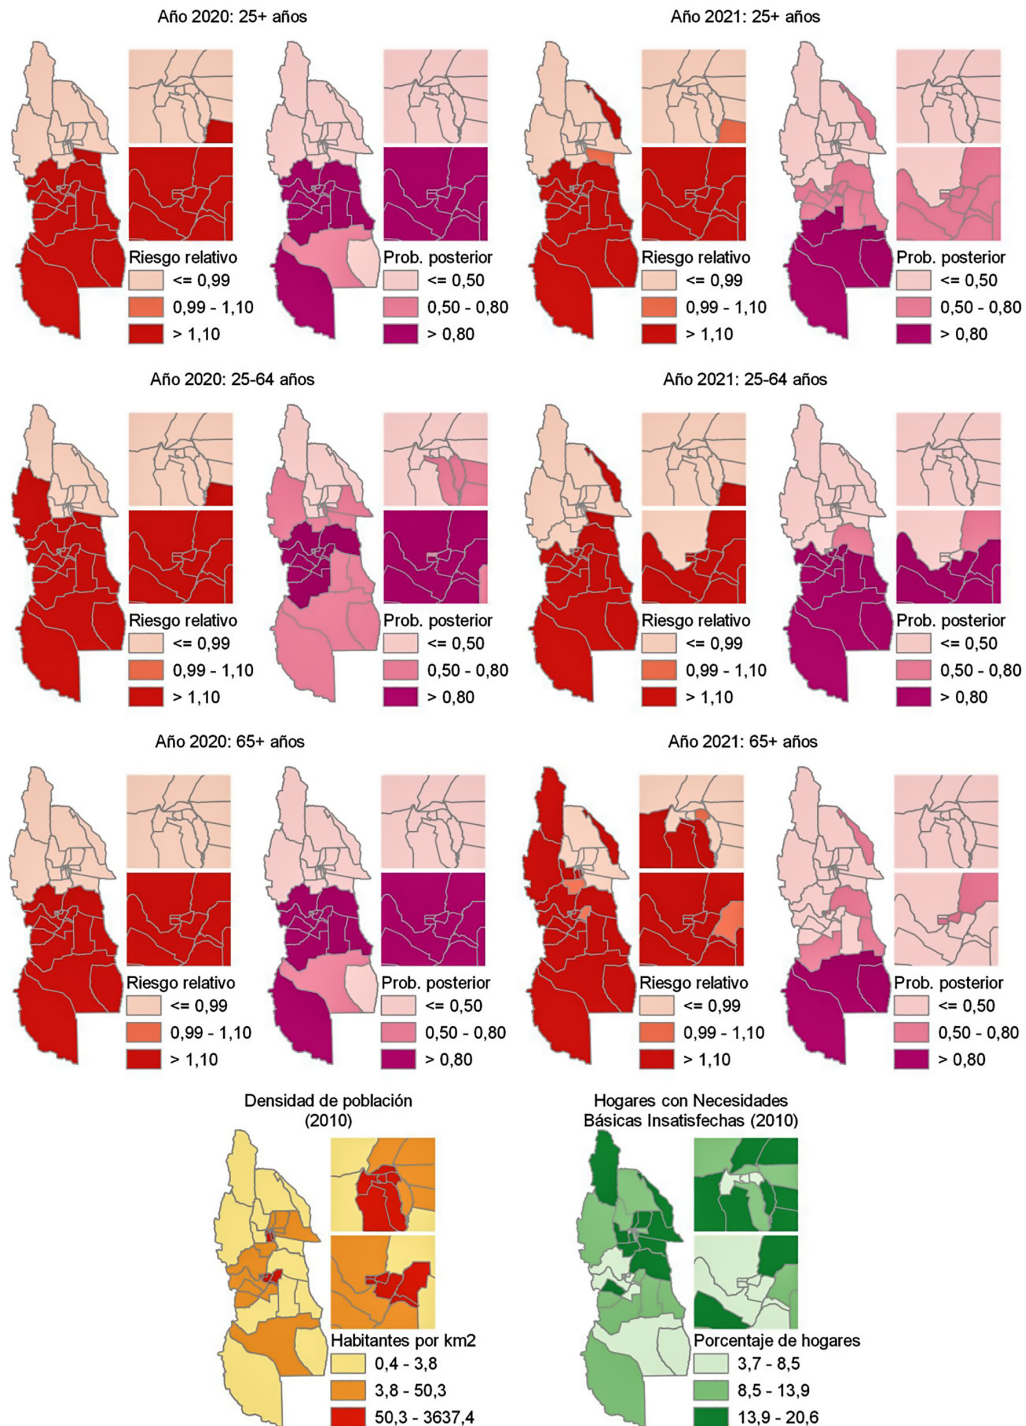 Año 2020: 25+ años
Año 2021: 25+ años
Riesgo relativo
<= 0,99
0,99 - 1,10
> 1,10
Prob. posterior
<= 0,50
0,50 - 0,80
> 0,80
Riesgo relativo
<= 0,99
0,99 - 1,10
> 1,10
Prob. posterior
<= 0,50
0,50 - 0,80
> 0,80
Año 2020: 25-64 años
Año 2021: 25-64 años
Riesgo relativo
<= 0,99
0,99 - 1,10
> 1,10
Prob. posterior
<= 0,50
0,50 - 0,80
> 0,80
Riesgo relativo
<= 0,99
0,99 - 1,10
> 1,10
Prob. posterior
<= 0,50
0,50 - 0,80
> 0,80
Año 2020: 65+ años
Año 2021: 65+ años
Riesgo relativo
<= 0,99
0,99 - 1,10
> 1,10
Prob. posterior
<= 0,50
0,50 - 0,80
> 0,80
Riesgo relativo
<= 0,99
0,99 - 1,10
> 1,10
Prob. posterior
<= 0,50
0,50 - 0,80
> 0,80
Densidad de población
(2010)
Habitantes por km2
0,4 - 3,8
3,8 - 50,3
50,3 - 3637,4
Hogares con Necesidades
Básicas Insatisfechas (2010)
Porcentaje de hogares
3,7 - 8,5
8,5 - 13,9
13,9 - 20,6